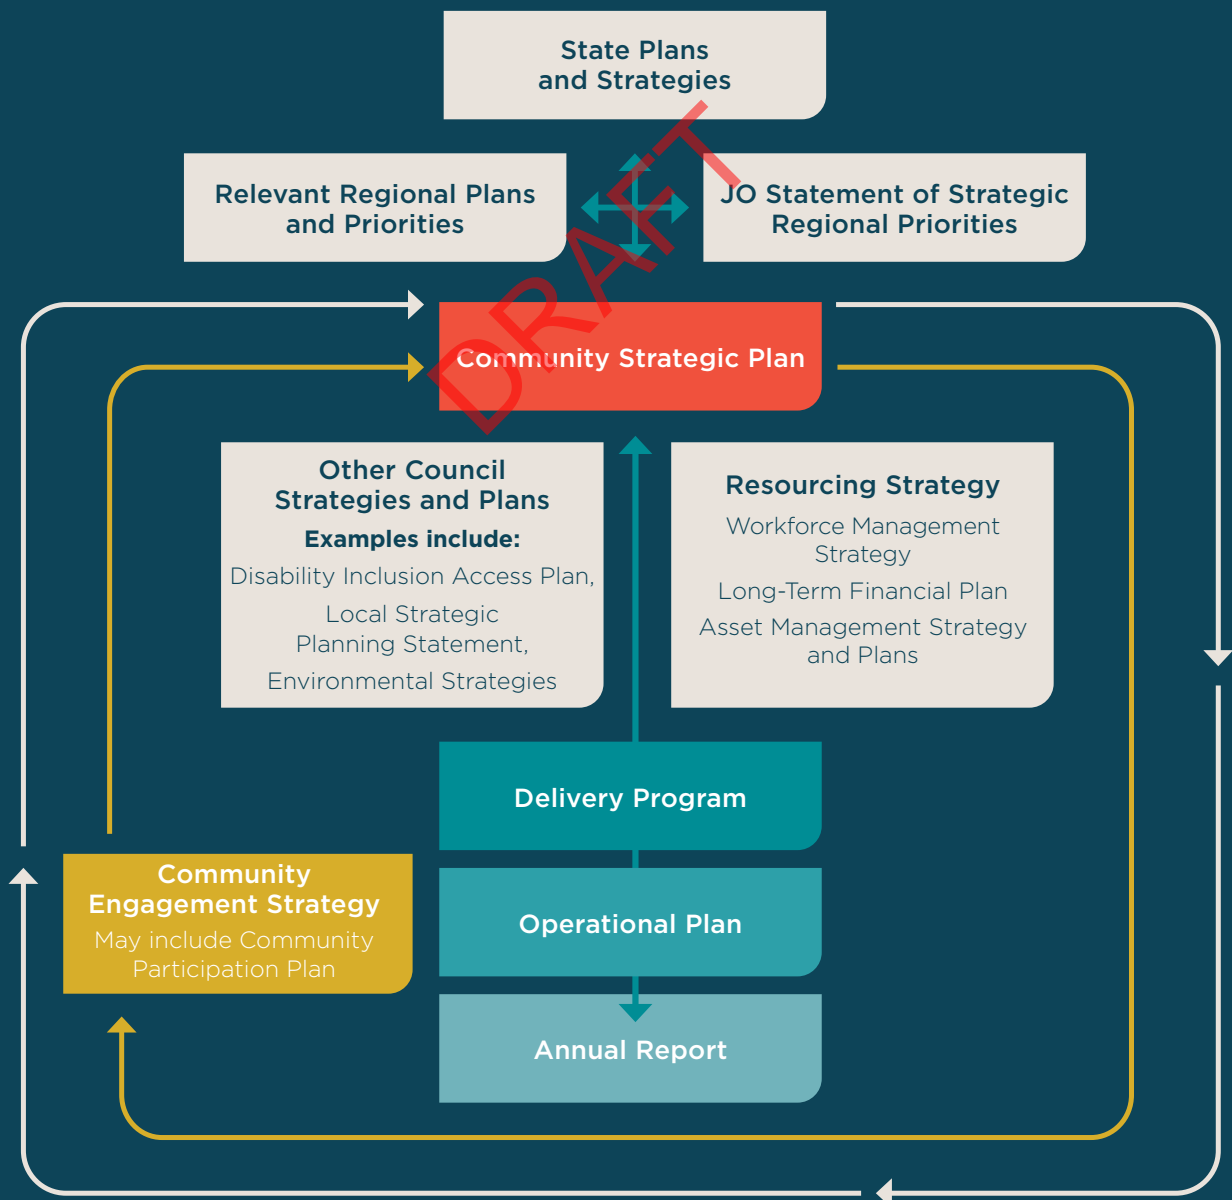 State Plans
and Strategies
Relevant Regional Plans
and Priorities
JO Statement of Strategic
Regional Priorities
DRAFT
Community Strategic Plan
Other Council
Strategies and Plans
Examples include:
Disability Inclusion Access Plan,
Local Strategic
Planning Statement,
Environmental Strategies
Resourcing Strategy
Workforce Management
Strategy
Long-Term Financial Plan
Asset Management Strategy
and Plans
Delivery Program
Community
Engagement Strategy
May include Community
Participation Plan
Operational Plan
Annual Report